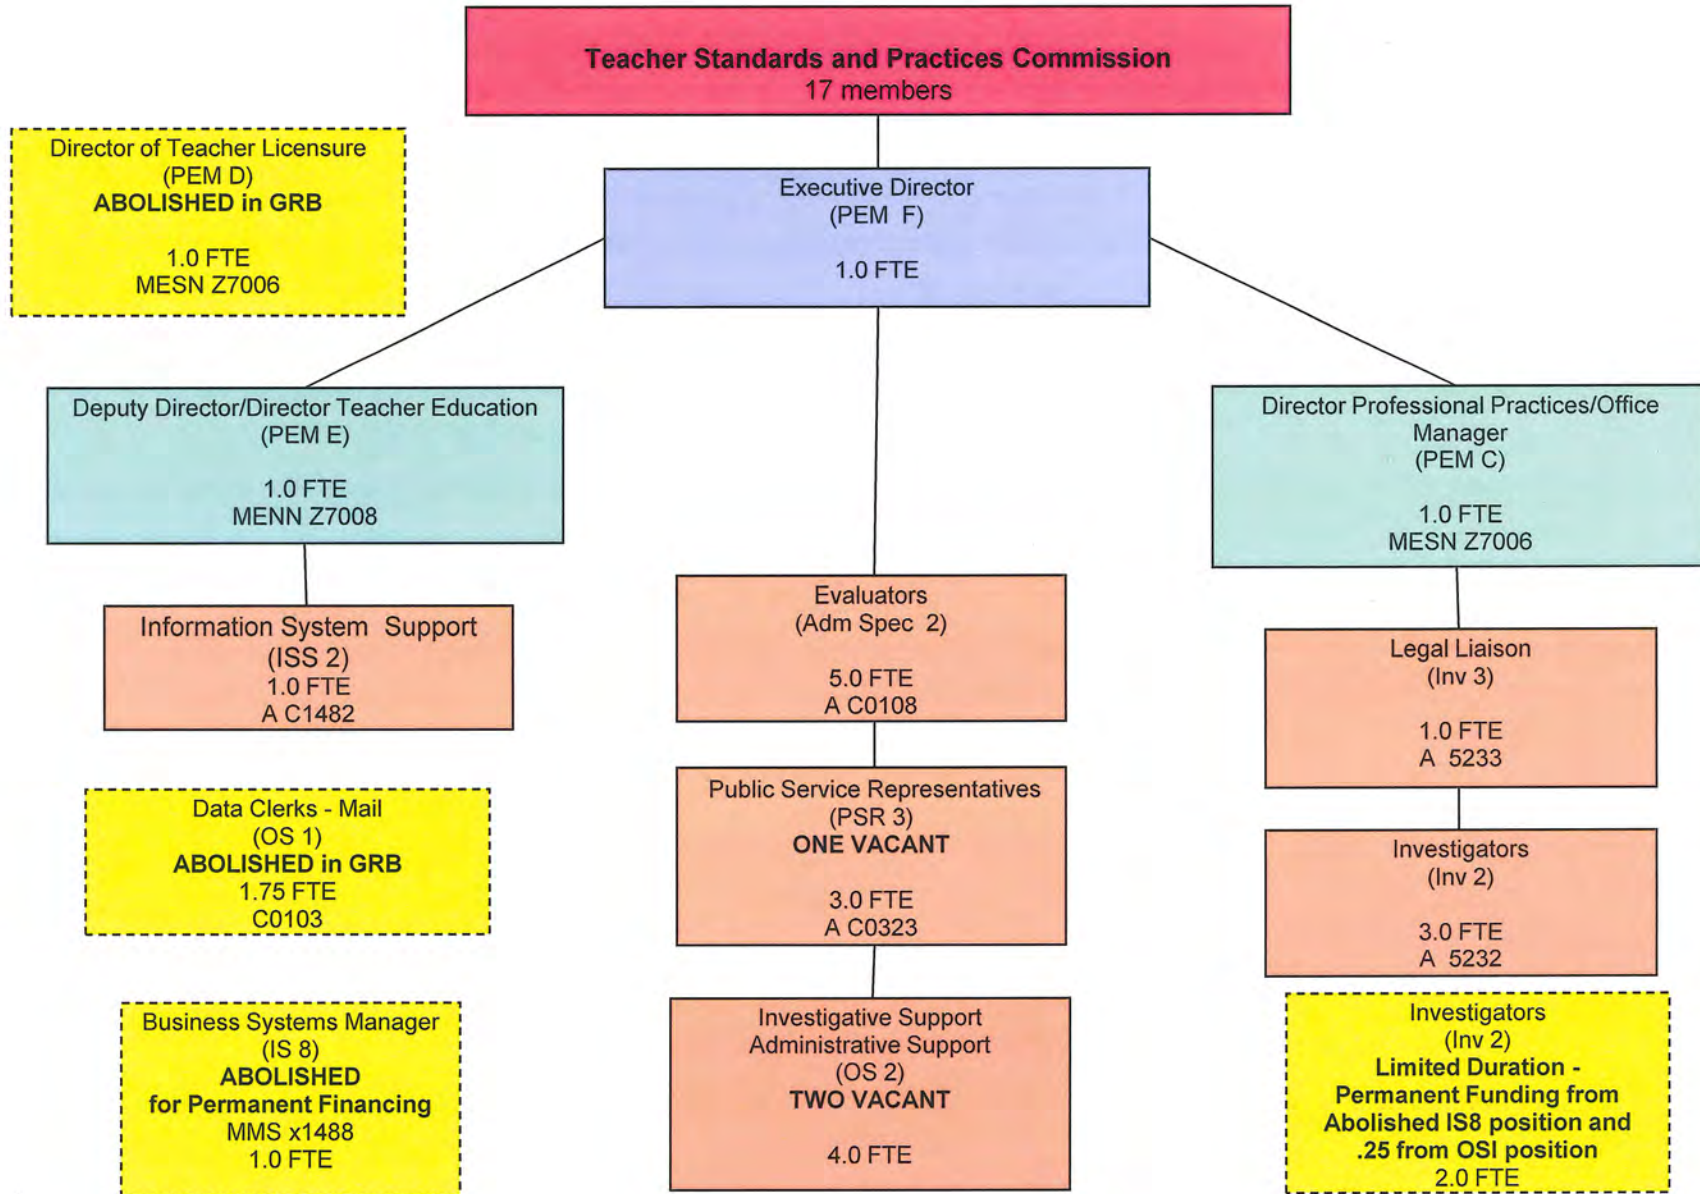 Teacher Standards and Practices Commission
17 members
Director of Teacher Licensure
(PEM D)
ABOLISHED in GRB
1.0 FTE
MESN Z7006
Executive Director
(PEM F)
1.0 FTE
Deputy Director/Director Teacher Education
(PEM E)
1.0 FTE
MENN Z7008
Director Professional Practices/Office
Manager
(PEM C)
1.0 FTE
MESN Z7006
Information System Support
(ISS 2)
1.0 FTE
A C1482
Evaluators
(Adm Spec 2)
5.0 FTE
A C0108
Legal Liaison
(Inv 3)
1.0 FTE
A 5233
Data Clerks - Mail
(OS 1)
ABOLISHED in GRB
1.75 FTE
C0103
Public Service Representatives
(PSR 3)
ONE VACANT
3.0 FTE
A C0323
Investigators
(Inv 2)
3.0 FTE
A 5232
Business Systems Manager
(IS 8)
ABOLISHED
for Permanent Financing
MMS x1488
1.0 FTE
Investigative Support
Administrative Support
(OS 2)
TWO VACANT
4.0 FTE
Investigators
(Inv 2)
Limited Duration -
Permanent Funding from
Abolished IS8 position and
.25 from OSI position
2.0 FTE